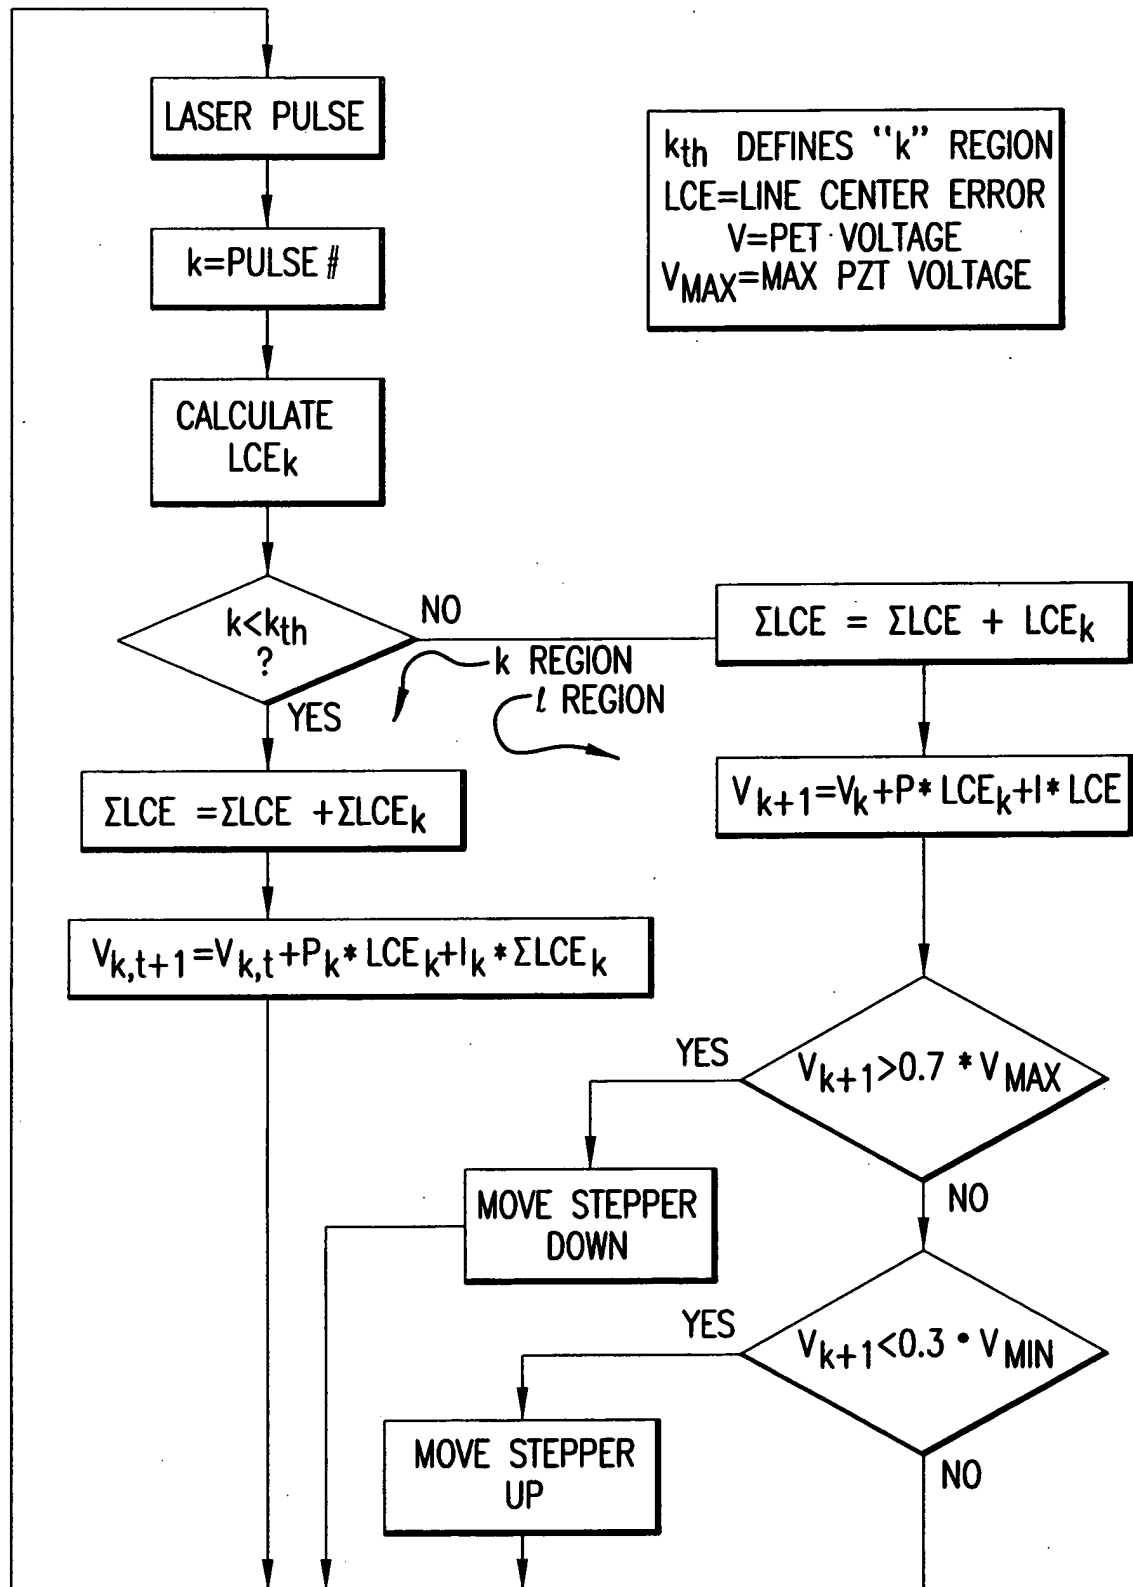 LASER PULSE
k=PULSE #
CALCULATE
LCEk
k<kth
?
NO
YES
k REGION
ℓ REGION
ΣLCE =ΣLCE +ΣLCEk
Vk,t+1=Vk,t+Pk* LCEk+Ik* ΣLCEk
kth DEFINES "k" REGION
LCE=LINE CENTER ERROR
V=PET VOLTAGE
VMAX=MAX PZT VOLTAGE
ΣLCE = ΣLCE + LCEk
Vk+1=Vk+P* LCEk+I* LCE
Vk+1>0.7 * VMAX
YES
NO
MOVE STEPPER
DOWN
Vk+1<0.3 • VMIN
YES
NO
MOVE STEPPER
UP